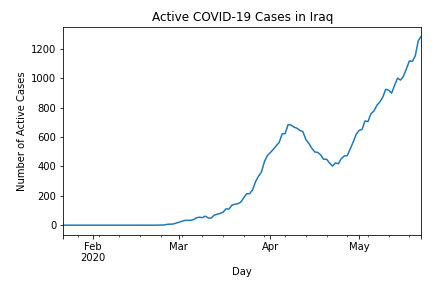 Active COVID-19 Cases in Iraq
Number of Active Cases
1200
1000
800
600
400
200
0
Feb Mar Apr May
2020
Day